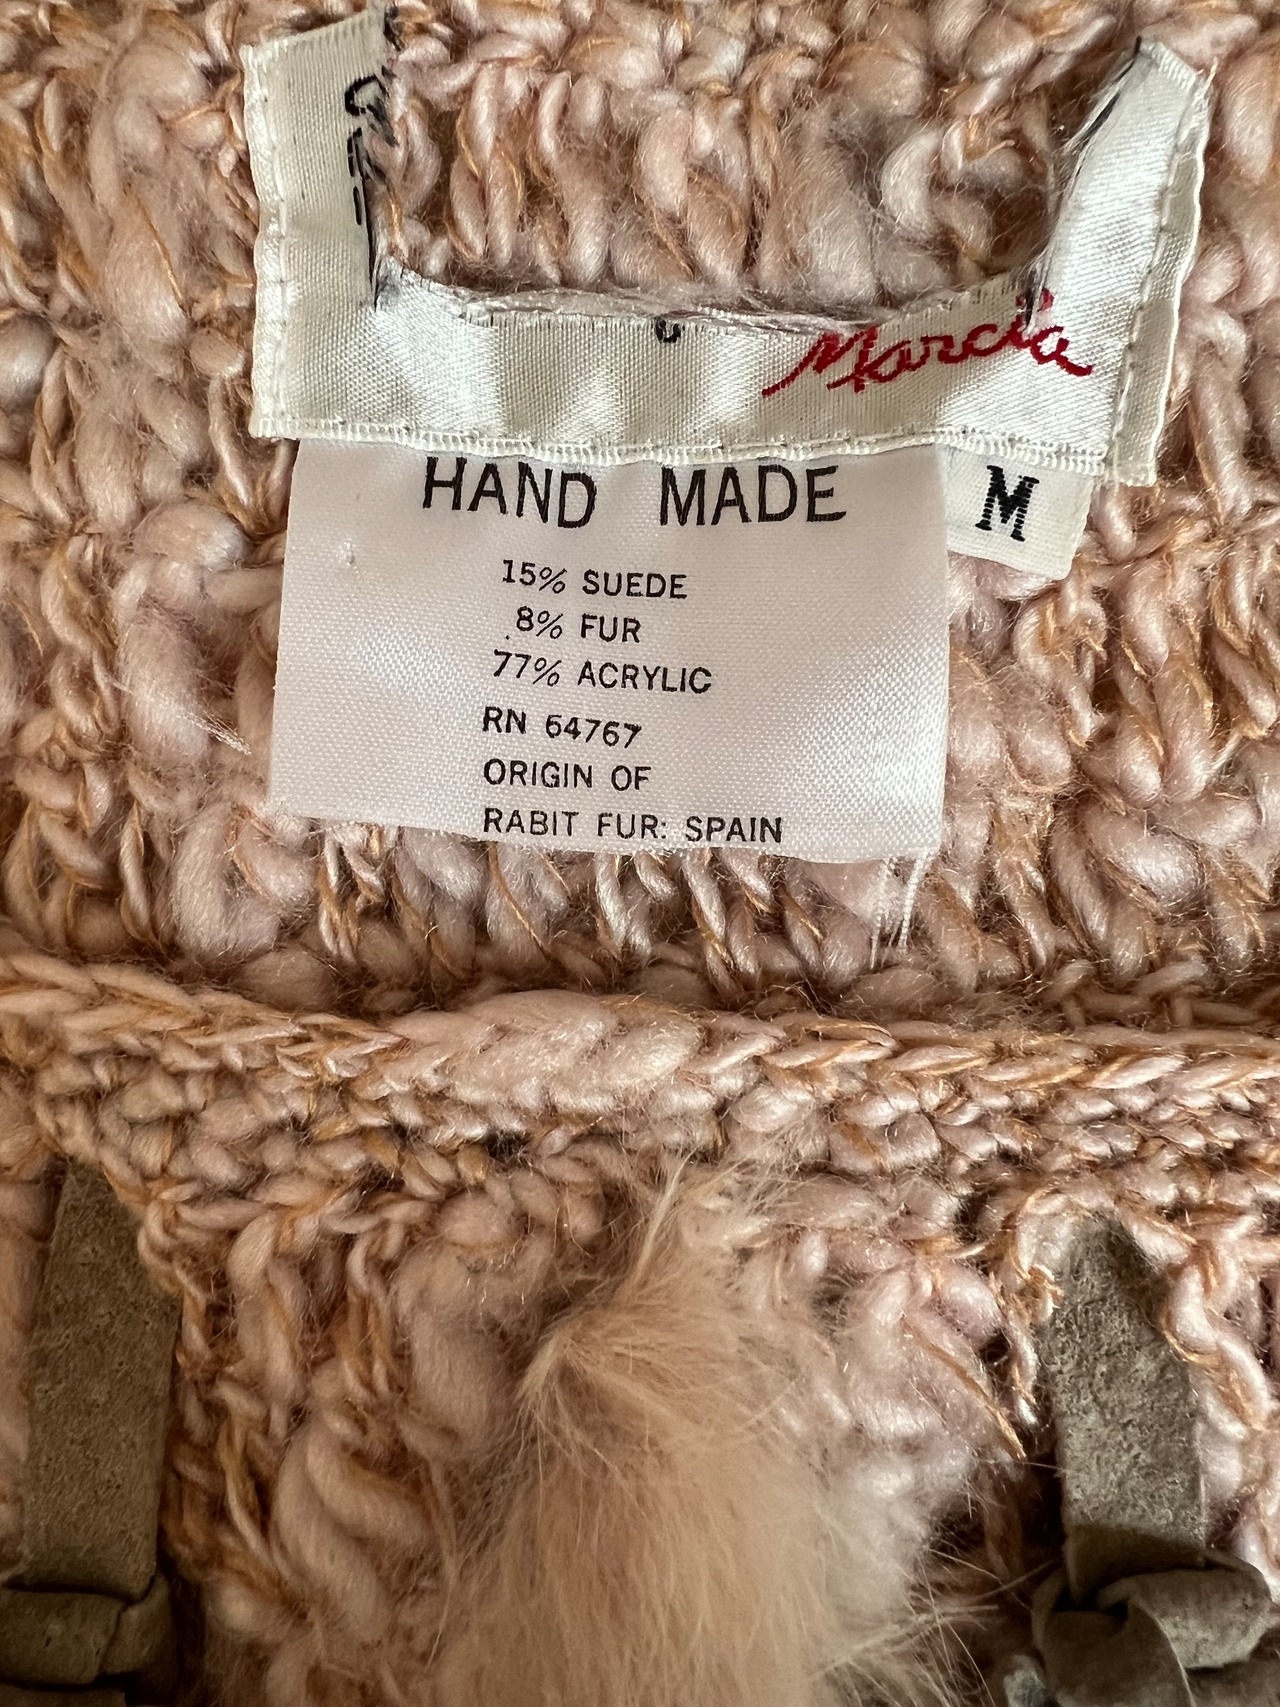 Marcia
HAND MADE
M
15% SUEDE
8% FUR
77% ACRYLIC
RN 64767
ORIGIN OF
RABIT FUR: SPAIN